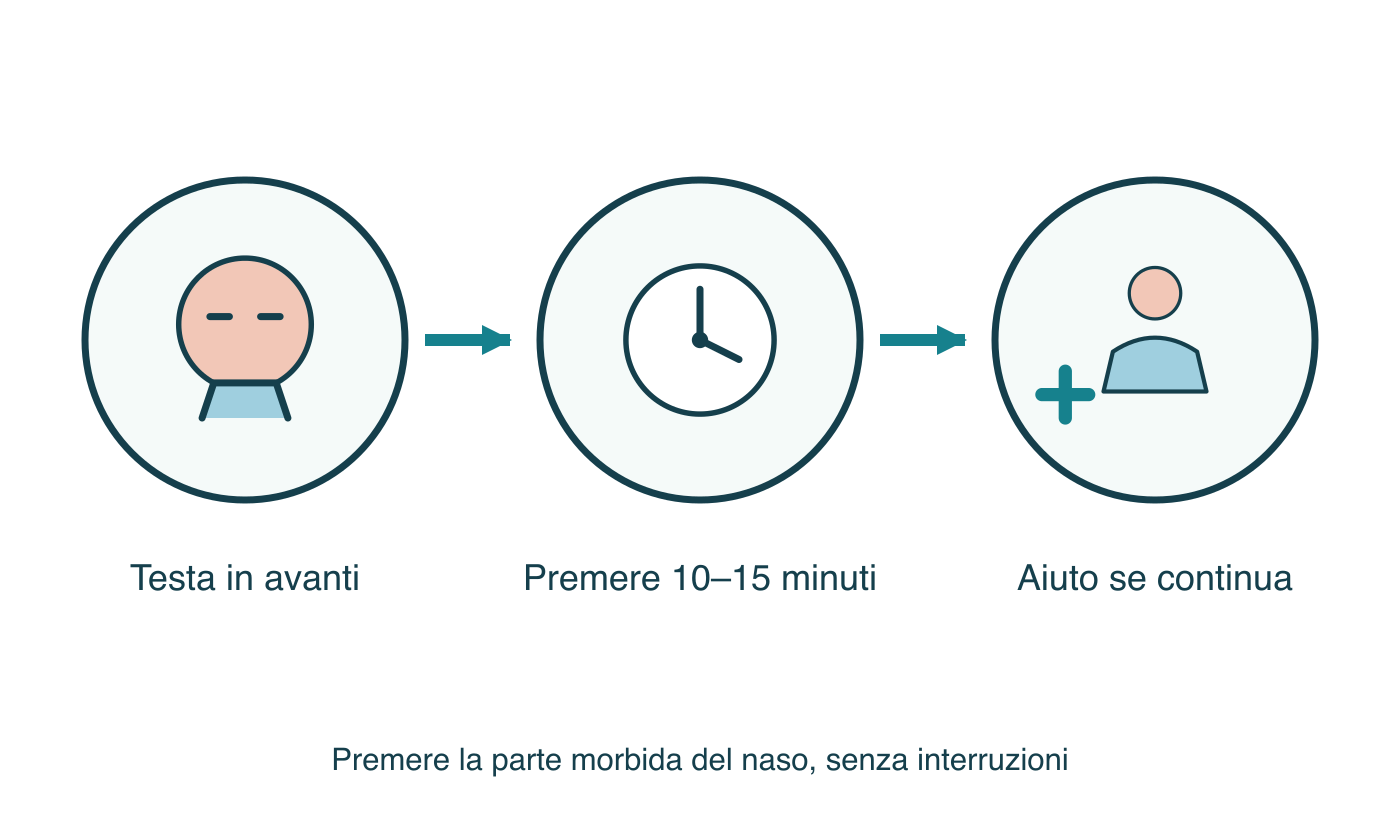 Testa in avanti
Premere 10–15 minuti
Aiuto se continua
Premere la parte morbida del naso, senza interruzioni